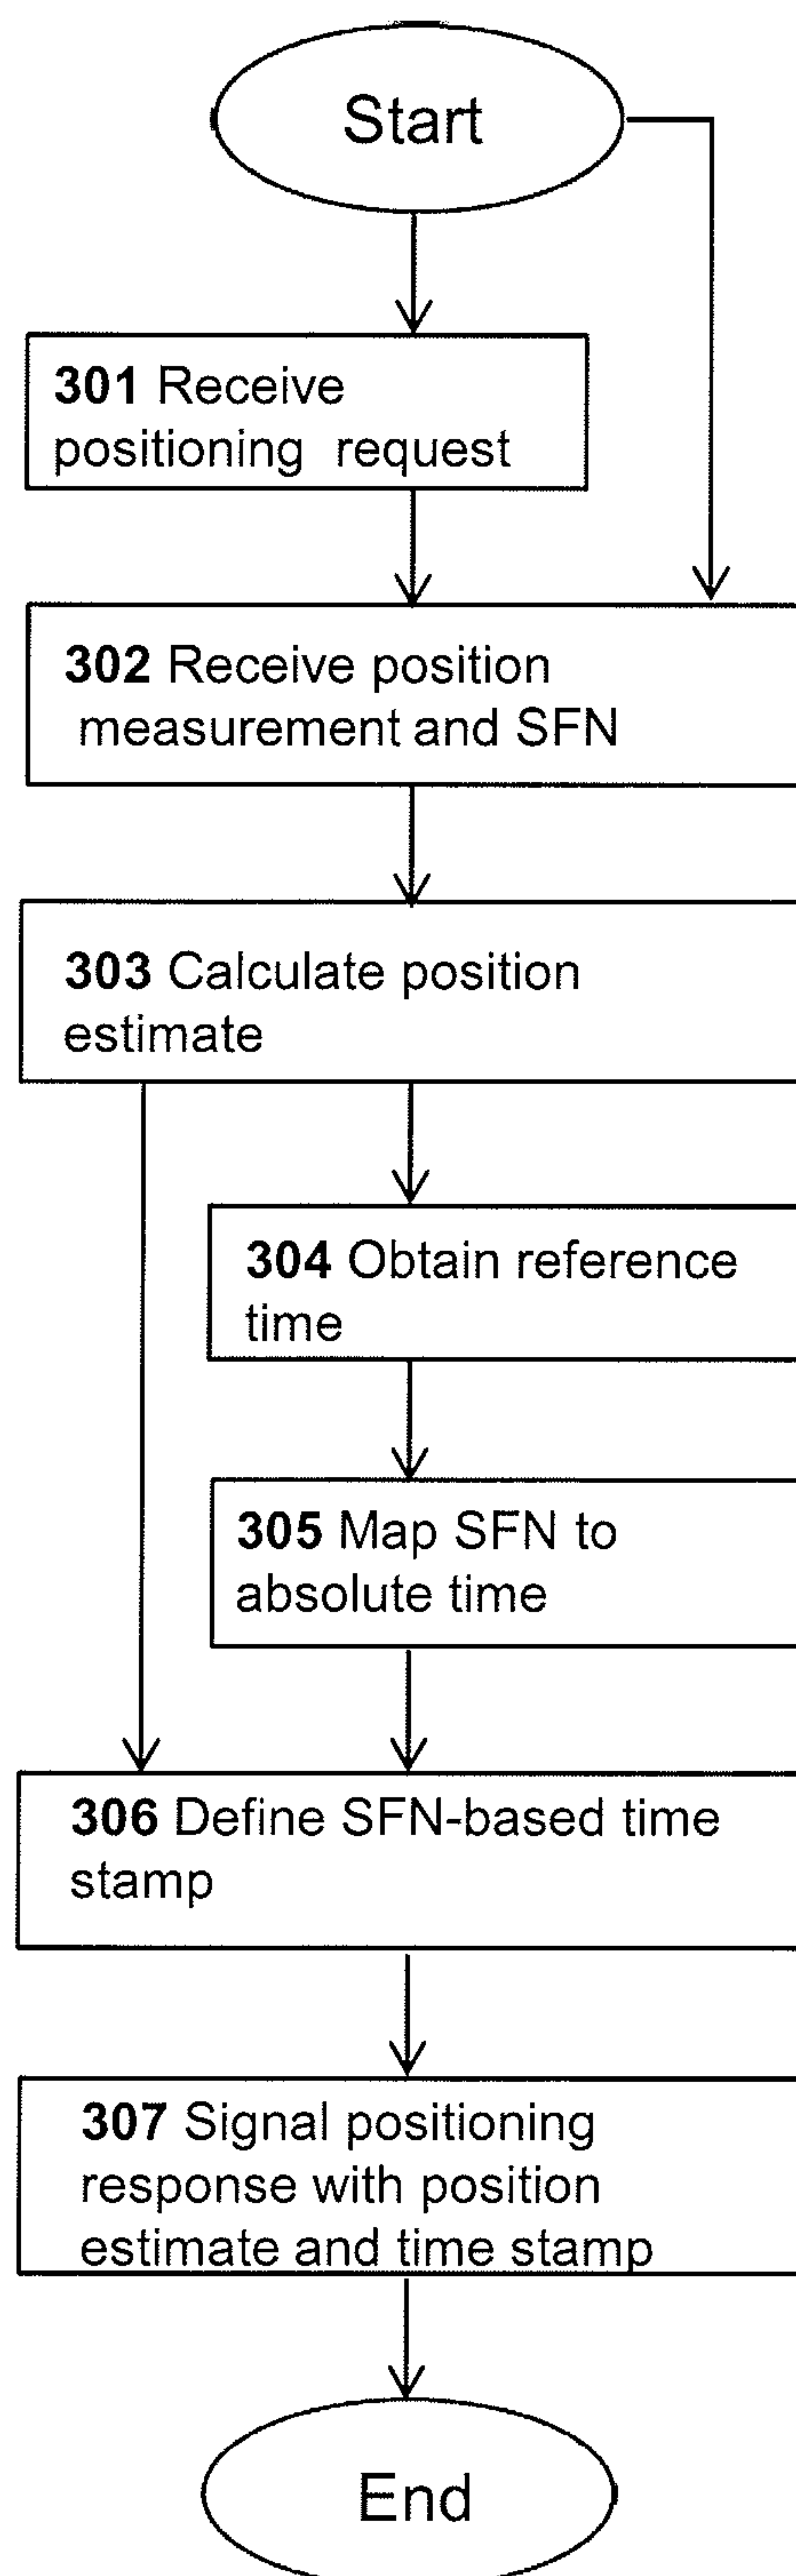 Start
301 Receive
positioning request
302 Receive position
measurement and SFN
303 Calculate position
estimate
304 Obtain reference
time
305 Map SFN to
absolute time
306 Define SFN-based time
stamp
307 Signal positioning
response with position
estimate and time stamp
End